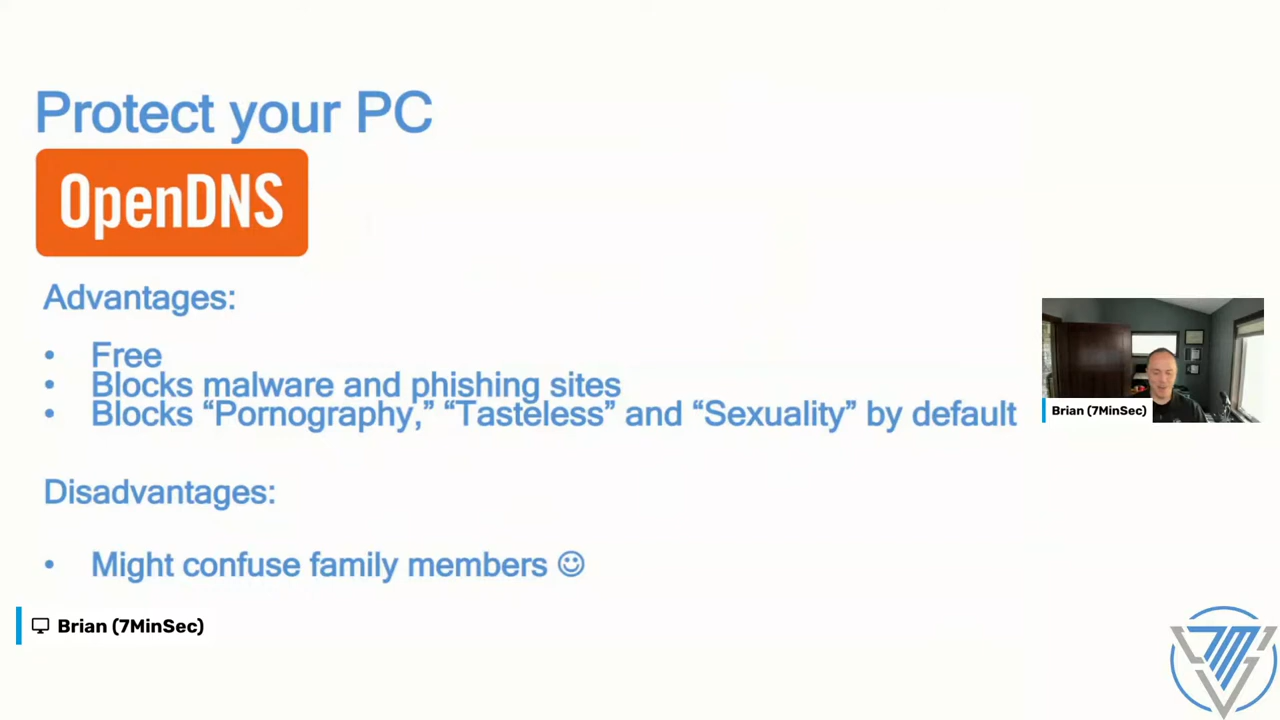 Protect your PC
OpenDNS
Advantages:
• Free
• Blocks malware and phishing sites
• Blocks “Pornography,” “Tasteless” and “Sexuality” by default
Brian (7MinSec)
Disadvantages:
• Might confuse family members ☺
Brian (7MinSec)
7M